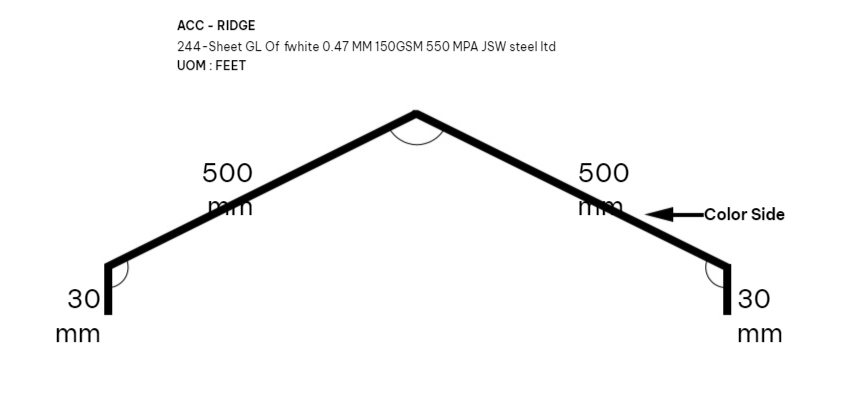 ACC - RIDGE
244-Sheet GL Of fwhite 0.47 MM 150GSM 550 MPA JSW steel ltd
UOM : FEET
500
mm
500
mm
Color Side
30
mm
30
mm